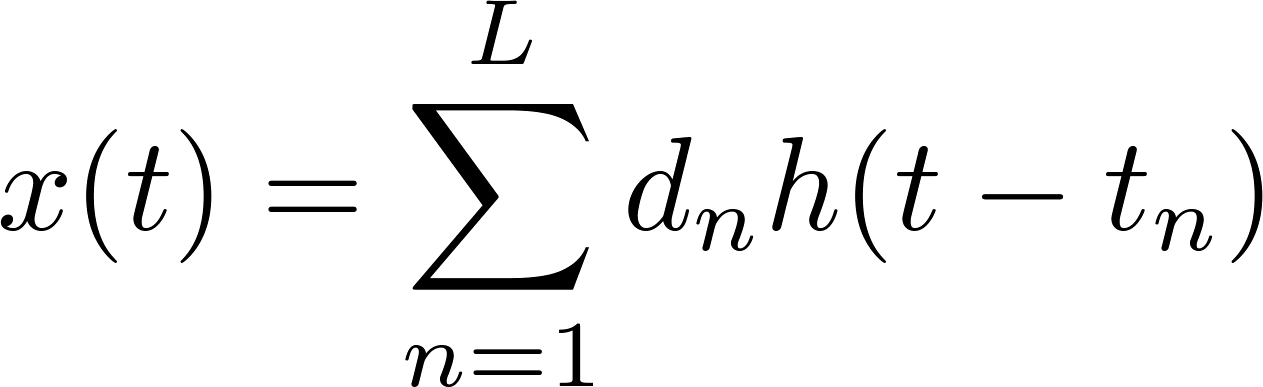 x(t) = \sum_{n=1}^{L} d_n h(t - t_n)